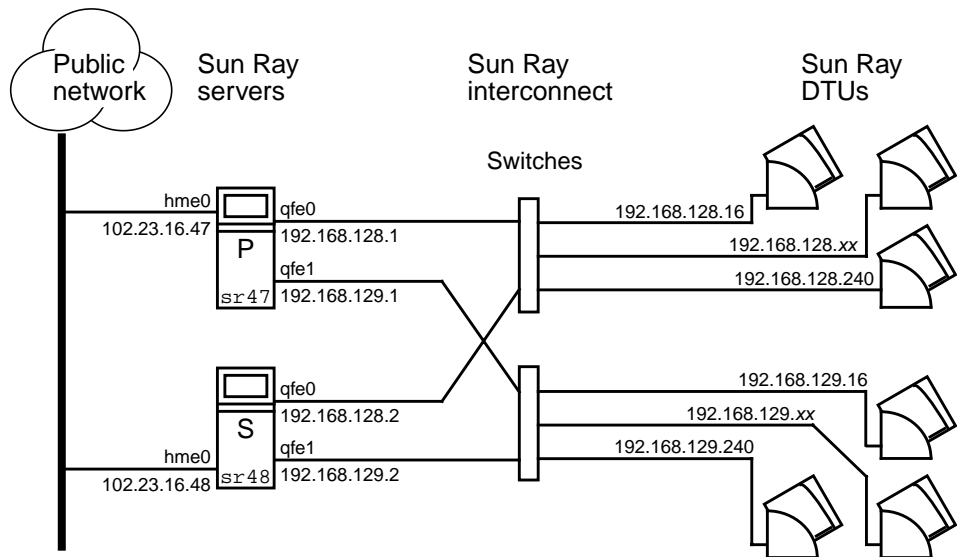 Public
network
Sun Ray
servers
Sun Ray
interconnect
Sun Ray
DTUs
Switches
hme0
102.23.16.47
qfe0
192.168.128.1
P
qfe1
192.168.129.1
sr47
192.168.128.16
192.168.128.xx
192.168.128.240
qfe0
192.168.128.2
S
hme0
102.23.16.48
qfe1
192.168.129.2
sr48
192.168.129.16
192.168.129.xx
192.168.129.240